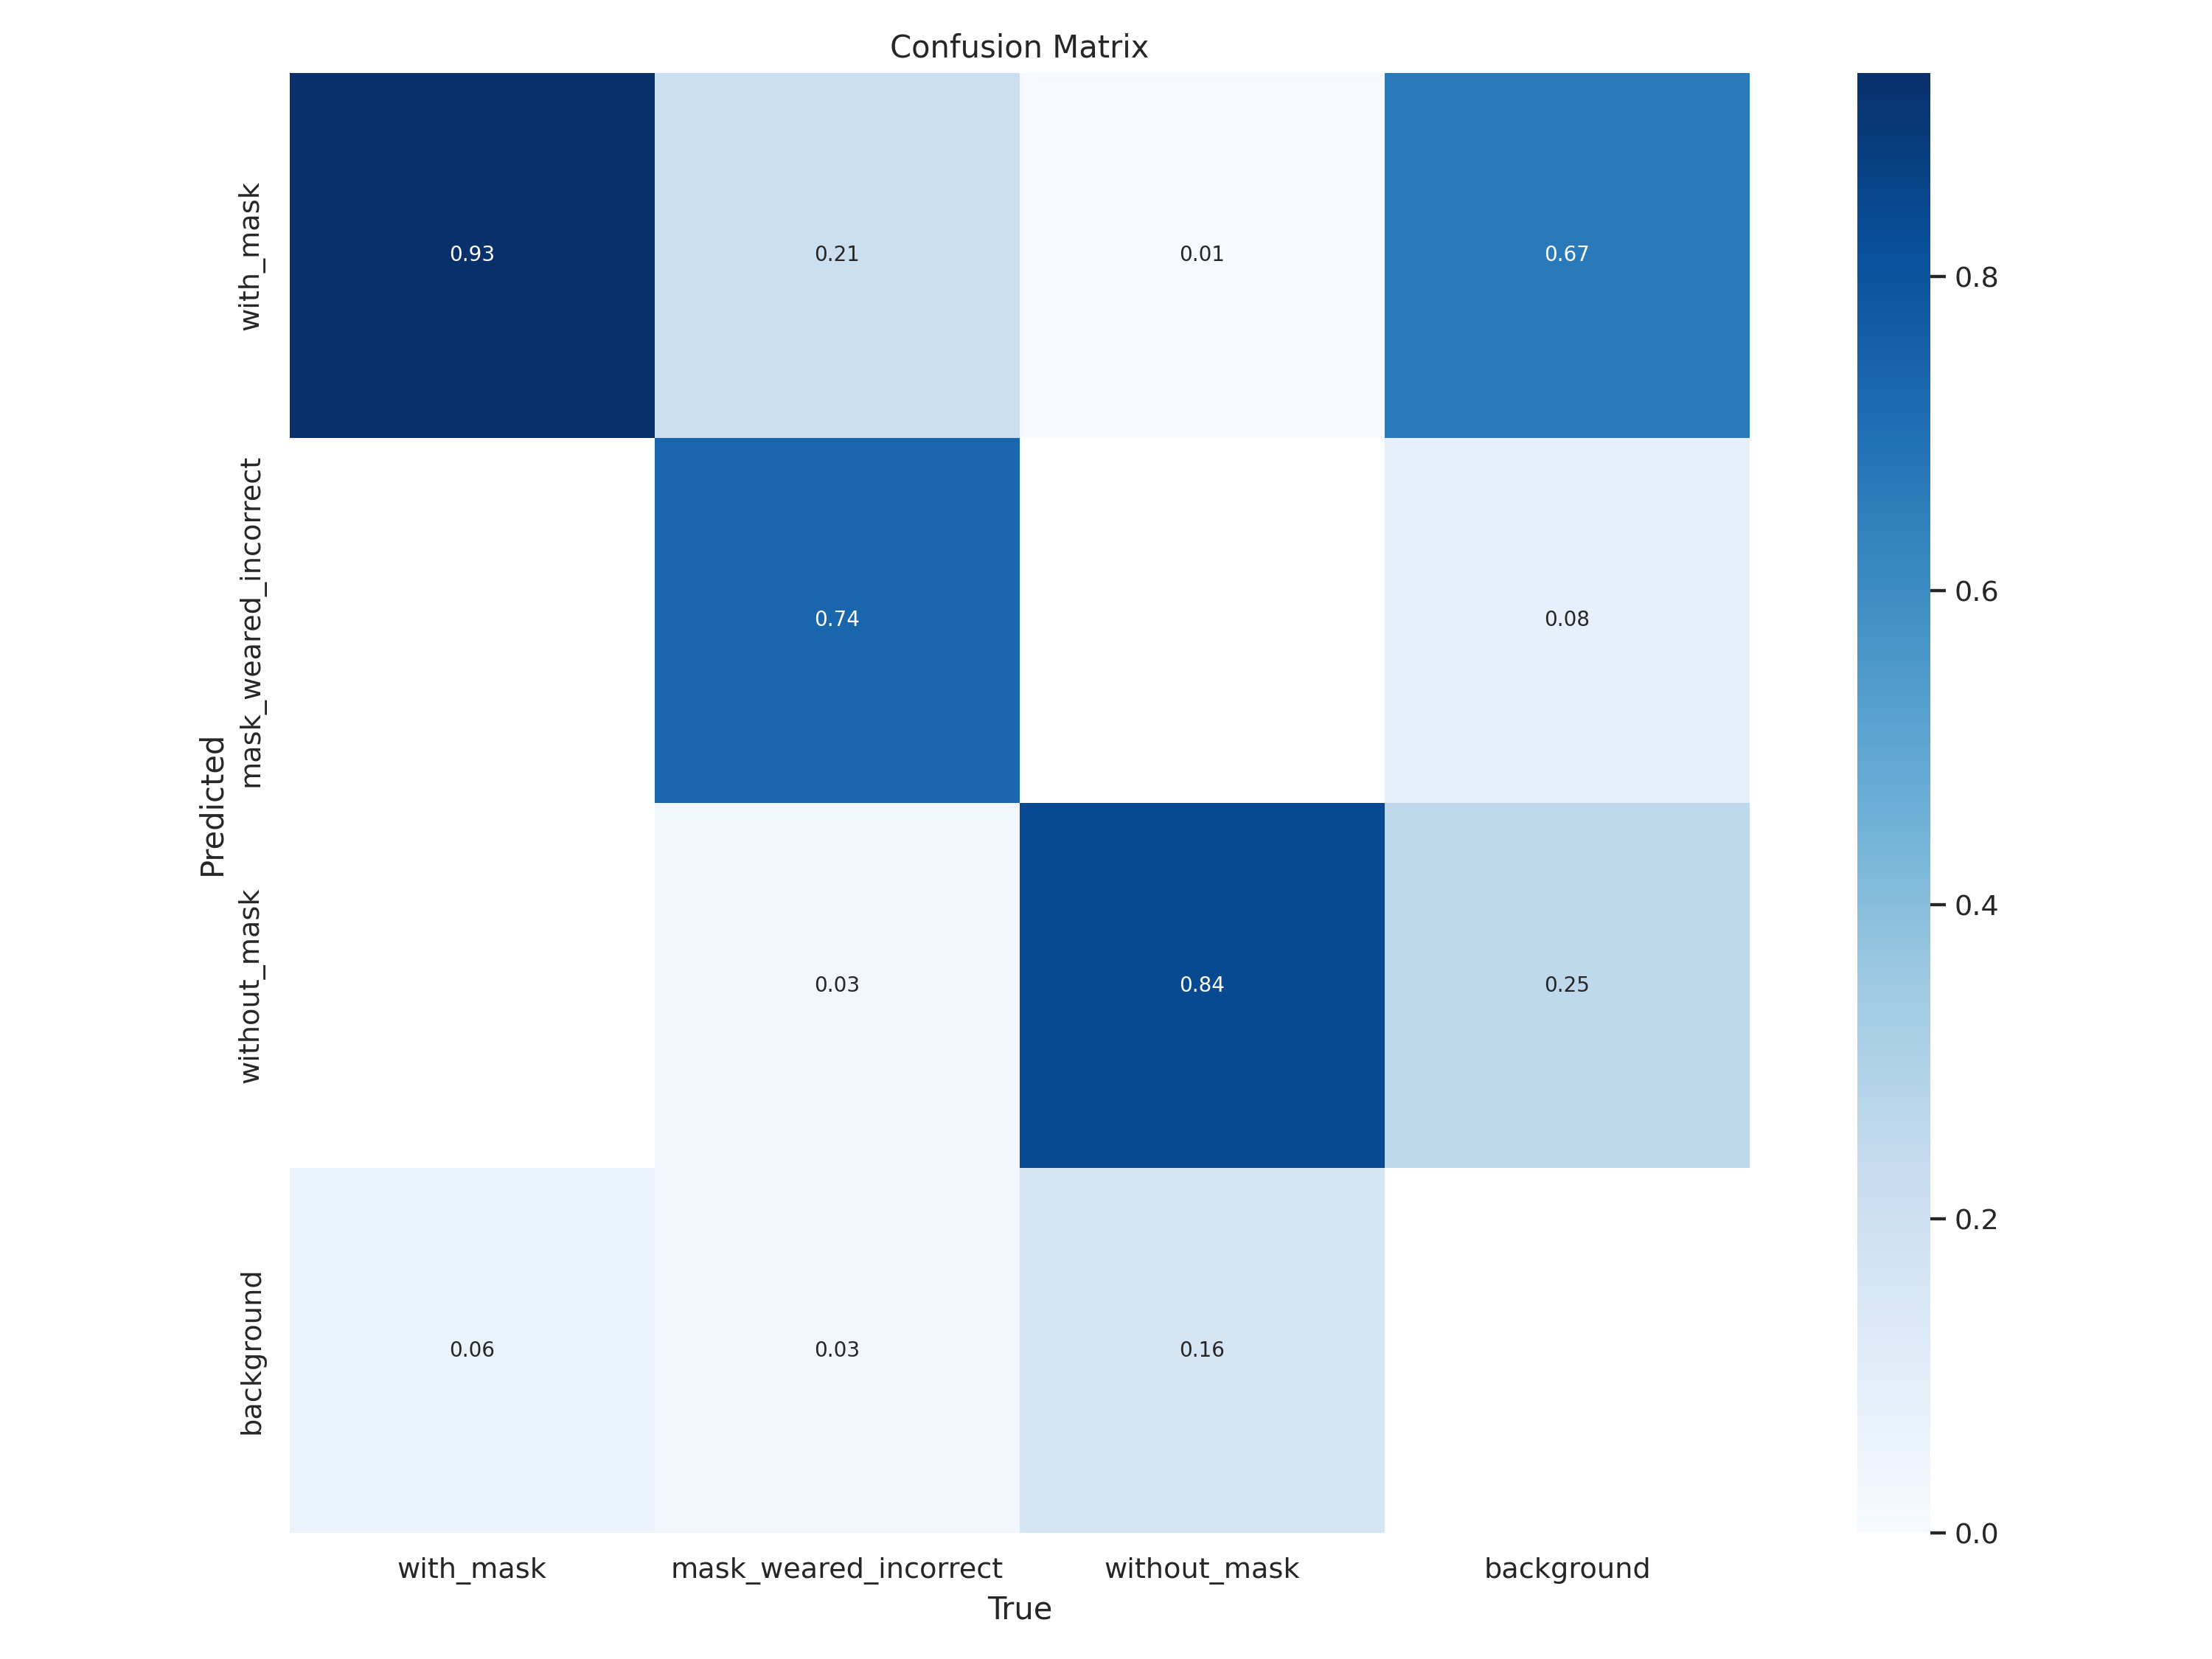 Confusion Matrix
with_mask
0.93
0.21
0.01
0.67
0.8
mask_weared_incorrect
0.74
0.08
0.6
Predicted
without_mask
0.03
0.84
0.25
0.4
background
0.06
0.03
0.16
0.2
0.0
with_mask
mask_weared_incorrect
without_mask
background
True